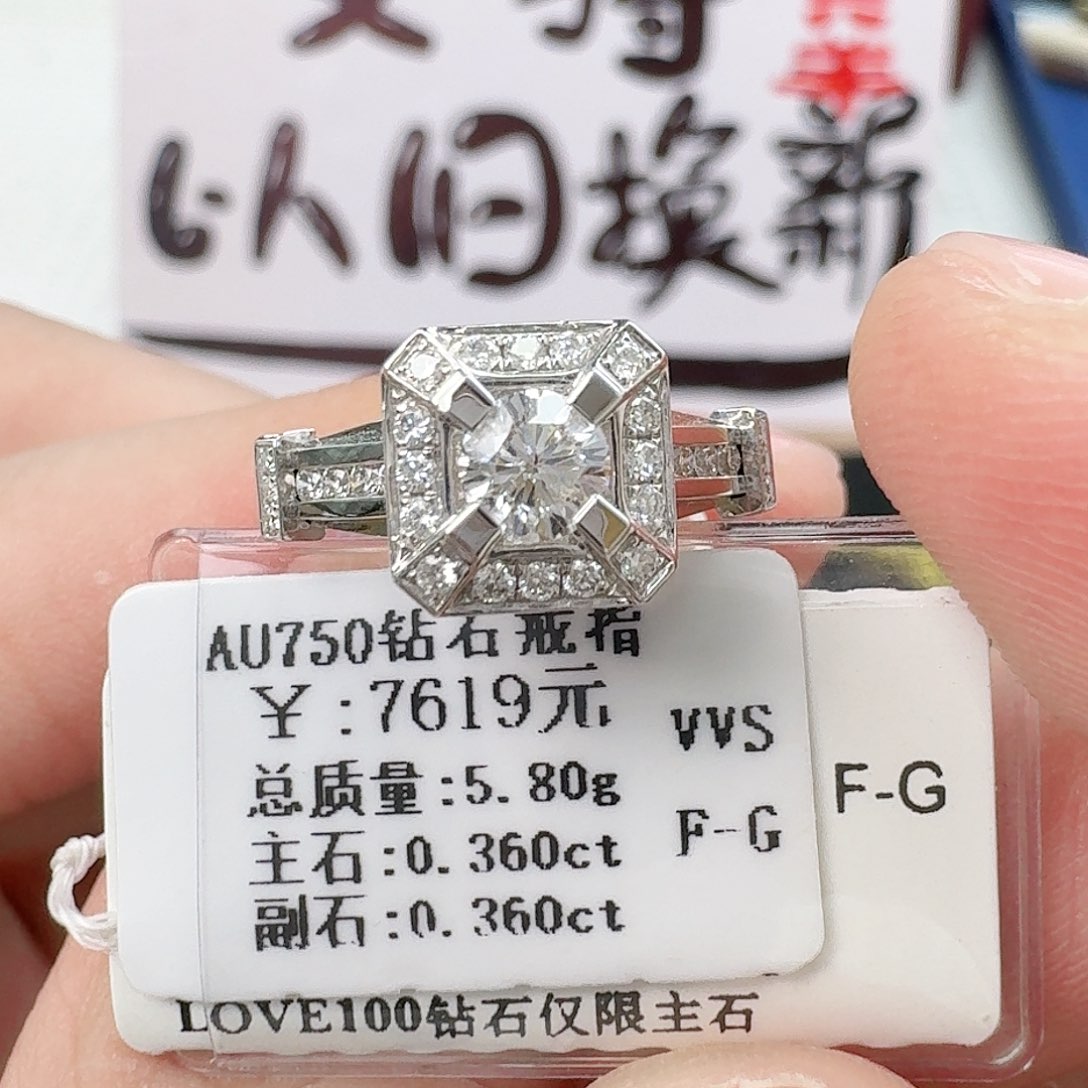 以旧换新
AU750钻石戒指
￥:7619元
VVS
总质量:5.80g
F-G
F-G
主石:0.360ct
副石:0.360ct
LOVE100钻石仅限主石